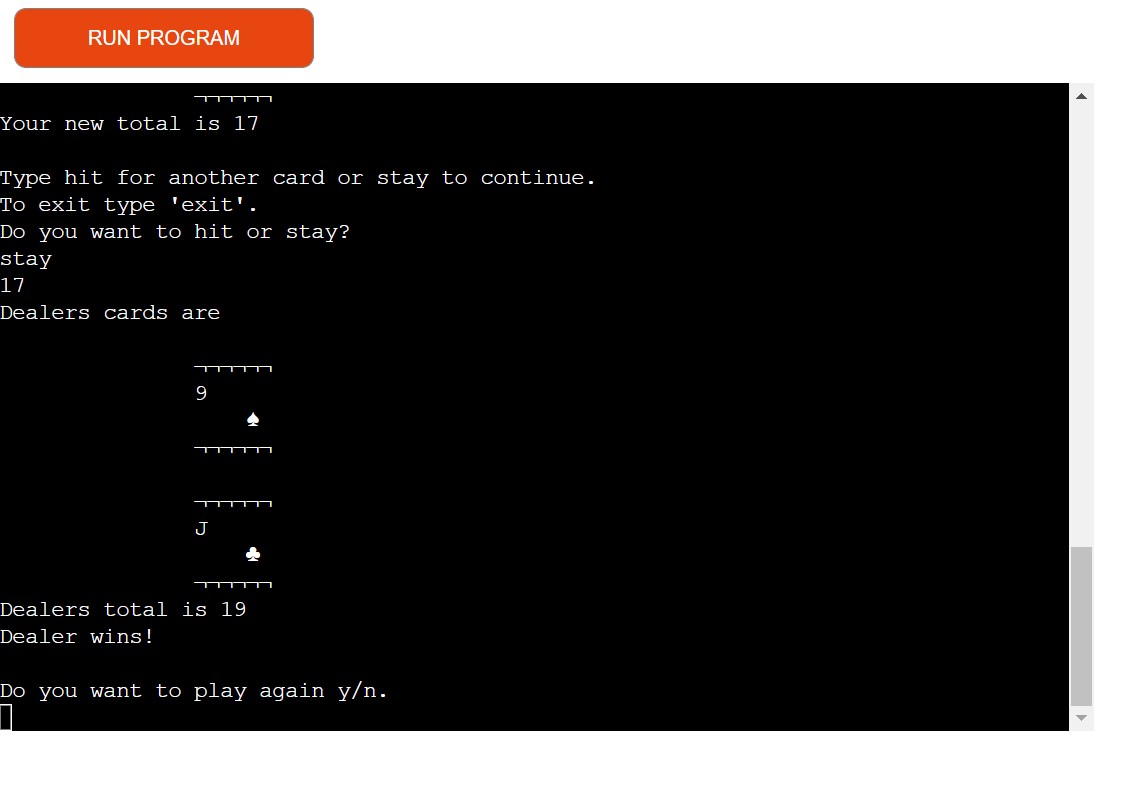 RUN PROGRAM
¬¬¬¬¬¬
Your new total is 17
Type hit for another card or stay to continue.
To exit type 'exit'.
Do you want to hit or stay?
stay
17
Dealers cards are
¬¬¬¬¬¬
9
♠
¬¬¬¬¬¬
¬¬¬¬¬¬
J
♣
¬¬¬¬¬¬
Dealers total is 19
Dealer wins!
Do you want to play again y/n.